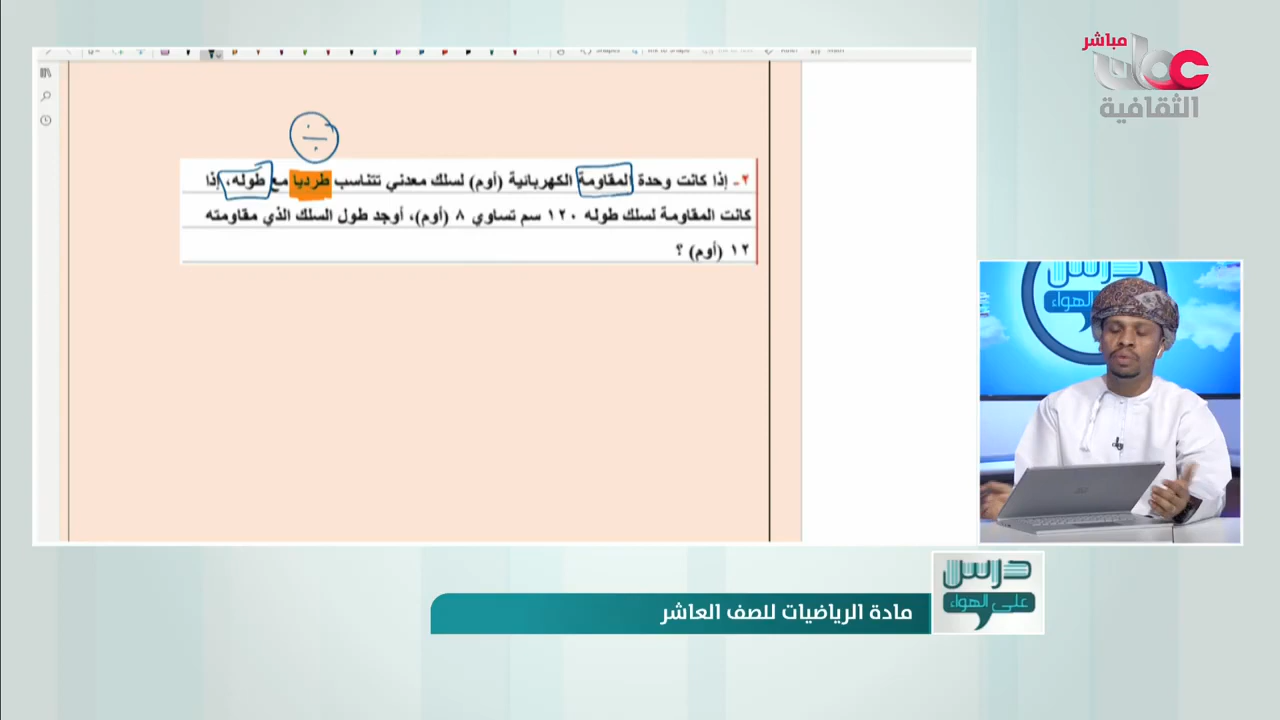 مباشر
عمان
الثقافية
٢- إذا كانت وحدة المقاومة الكهربائية (أوم) لسلك معدني تتناسب طرديا مع طوله، إذا
كانت المقاومة لسلك طوله ١٢٠ سم تساوي ٨ (أوم)، أوجد طول السلك الذي مقاومته
١٢ (أوم) ؟
÷
درس
الهواء
درس
على الهواء
مادة الرياضيات للصف العاشر